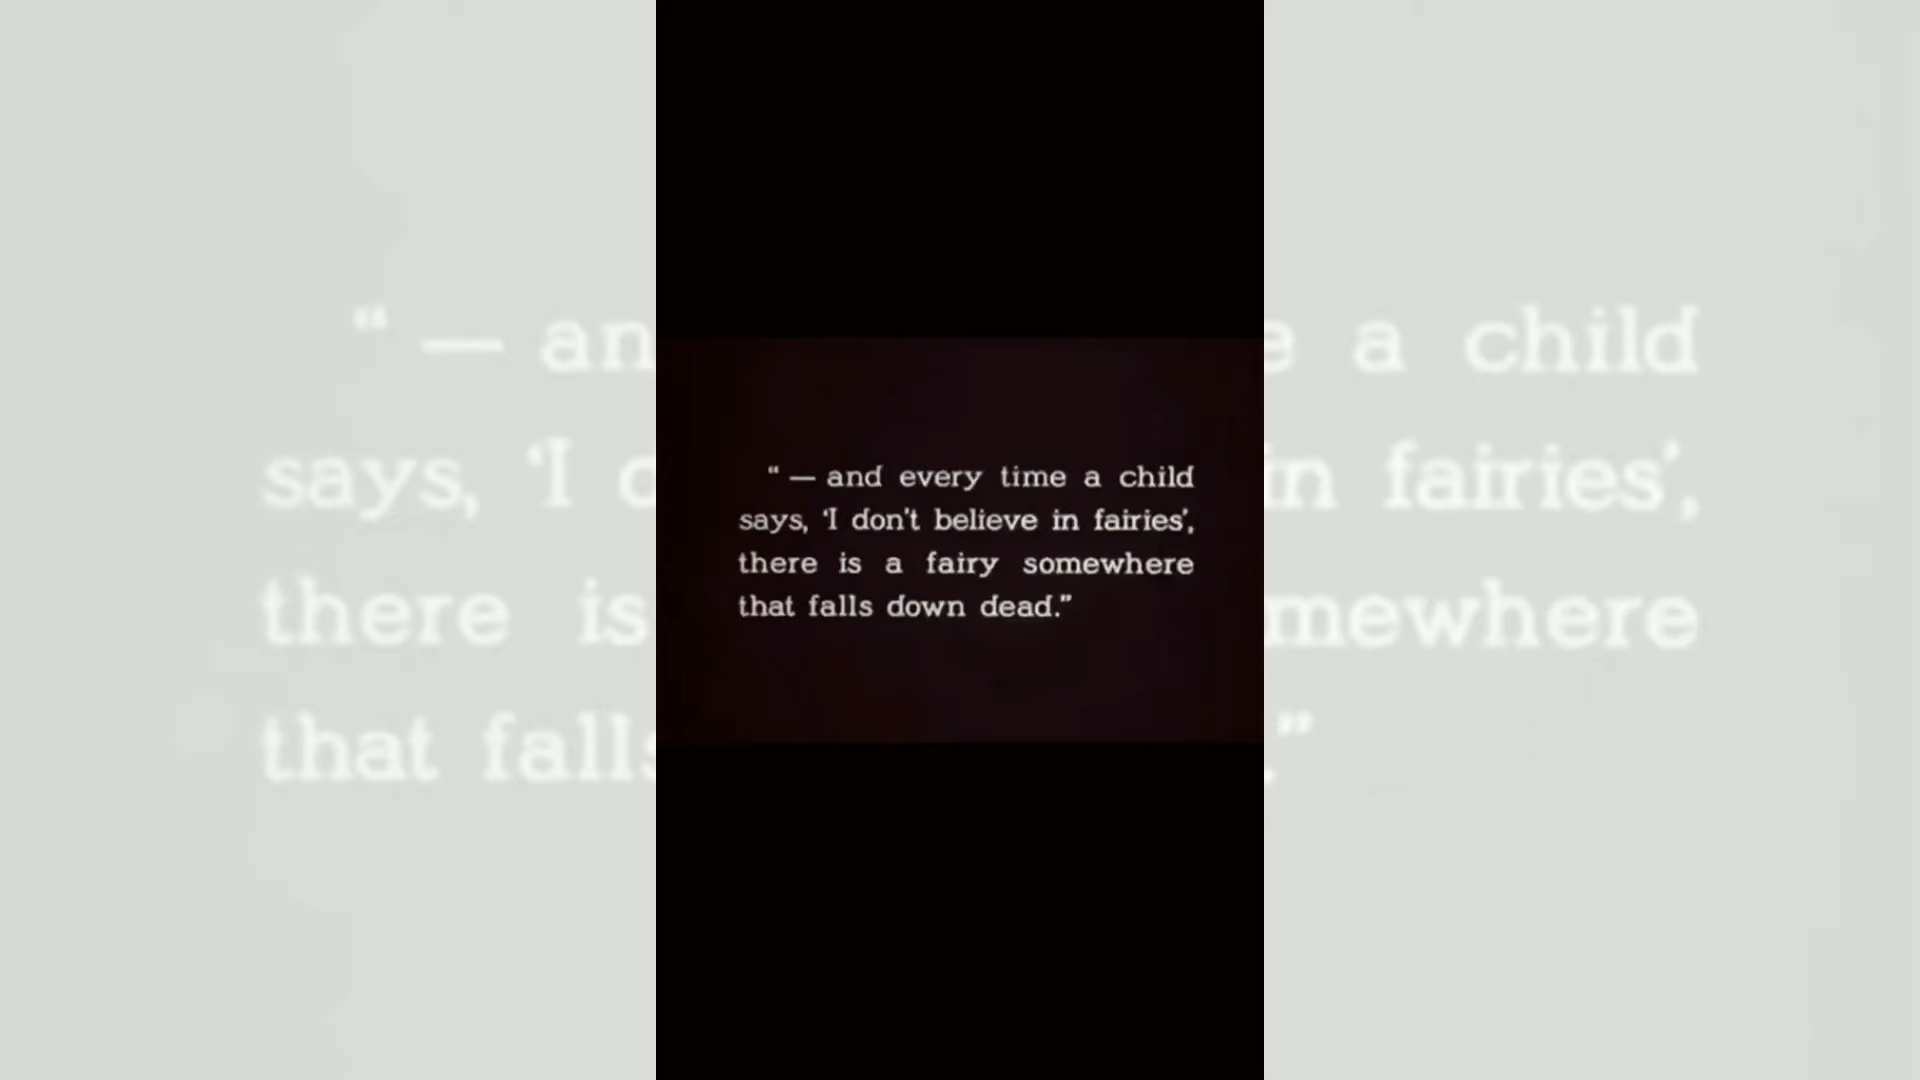 “ — and every time a child
says, ‘I don't believe in fairies’,
there is a fairy somewhere
that falls down dead.”